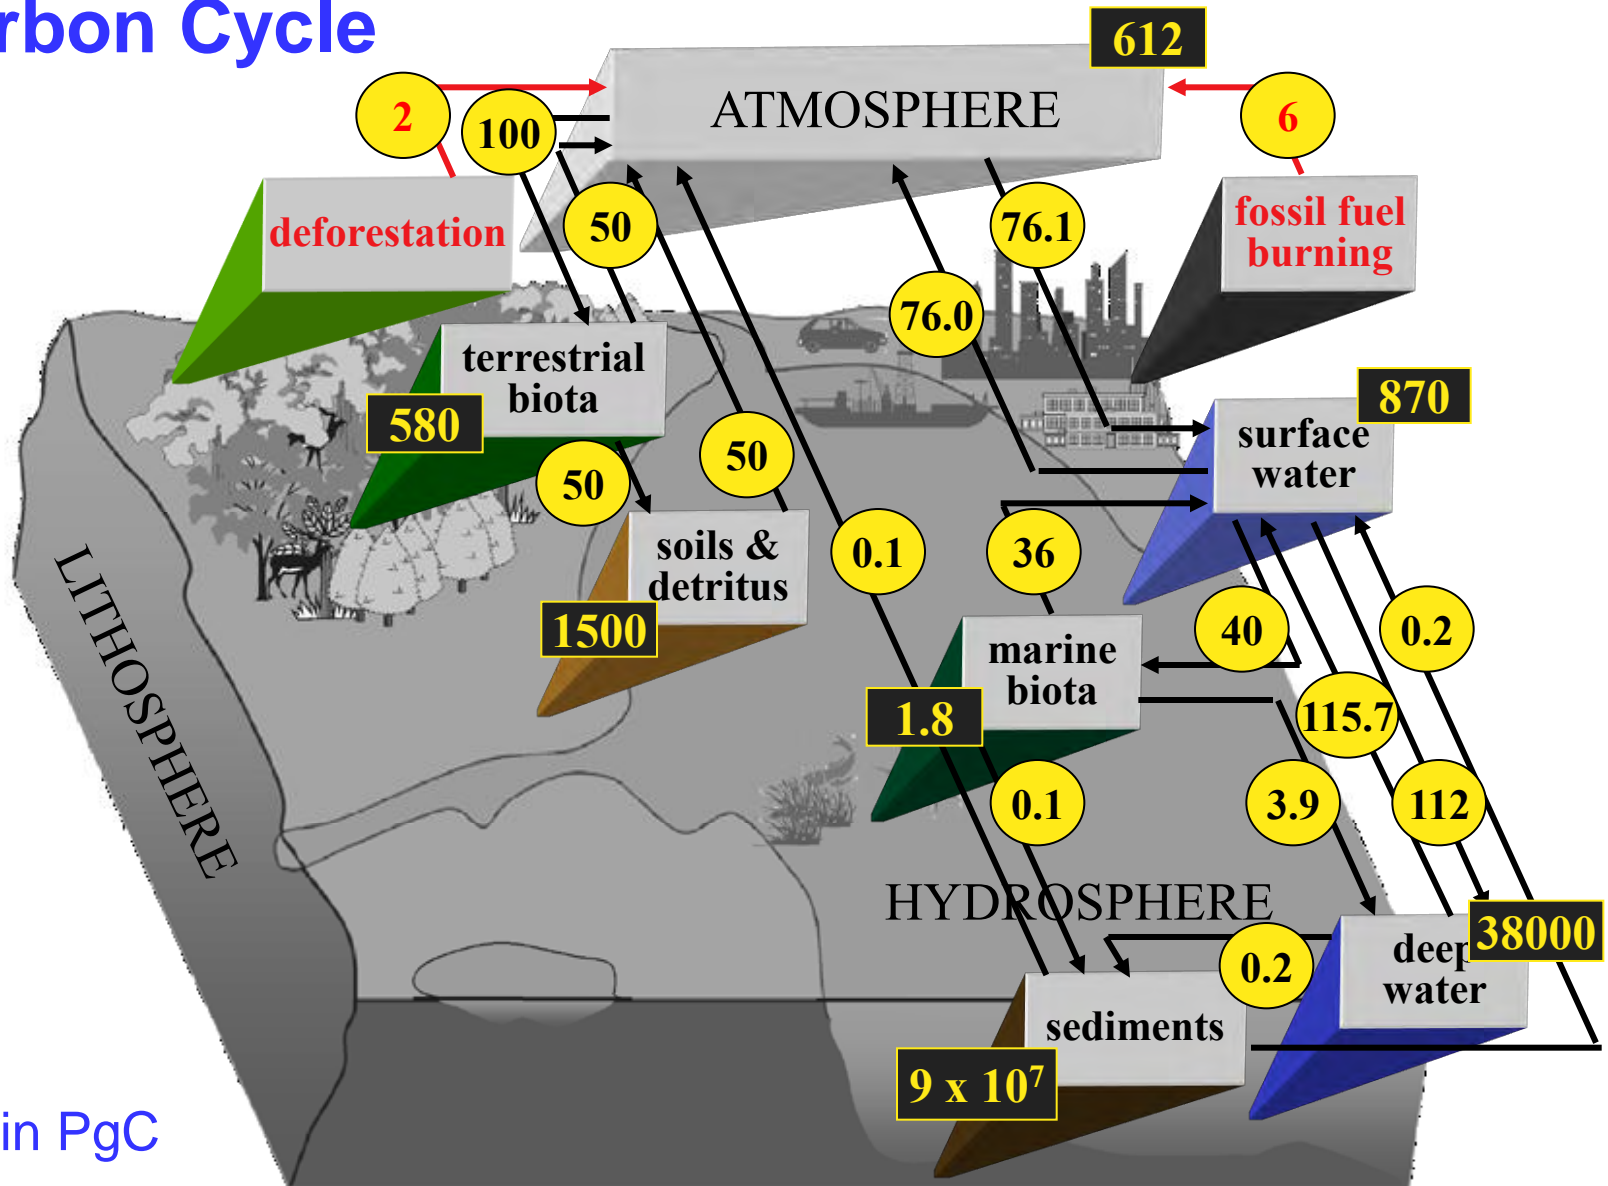 rbon Cycle
612
ATMOSPHERE
2
100
6
deforestation
50
76.1
fossil fuel
burning
76.0
terrestrial
biota
580
870
surface
water
50
50
soils &
detritus
1500
0.1
36
40
0.2
LITHOSPHERE
marine
biota
1.8
115.7
0.1
3.9
112
HYDROSPHERE
38000
deep
water
0.2
sediments
9 x 10⁷
in PgC